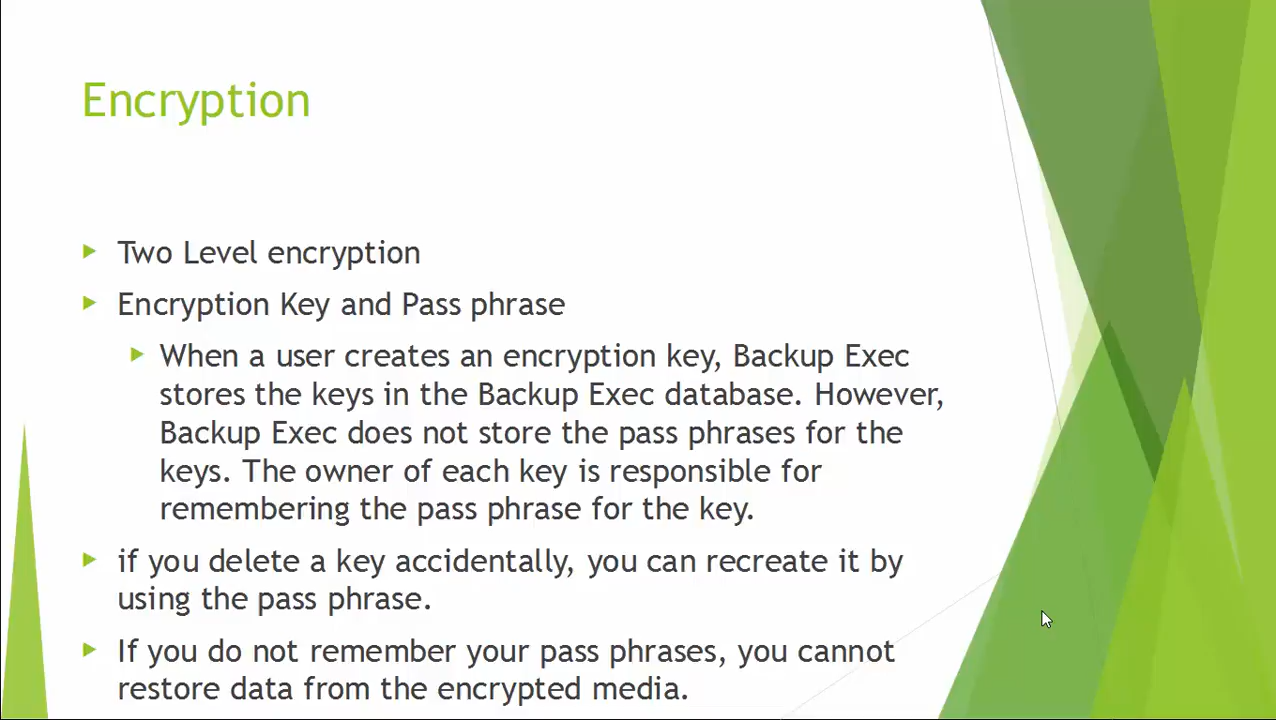 Encryption
Two Level encryption
Encryption Key and Pass phrase
When a user creates an encryption key, Backup Exec
stores the keys in the Backup Exec database. However,
Backup Exec does not store the pass phrases for the
keys. The owner of each key is responsible for
remembering the pass phrase for the key.
if you delete a key accidentally, you can recreate it by
using the pass phrase.
If you do not remember your pass phrases, you cannot
restore data from the encrypted media.